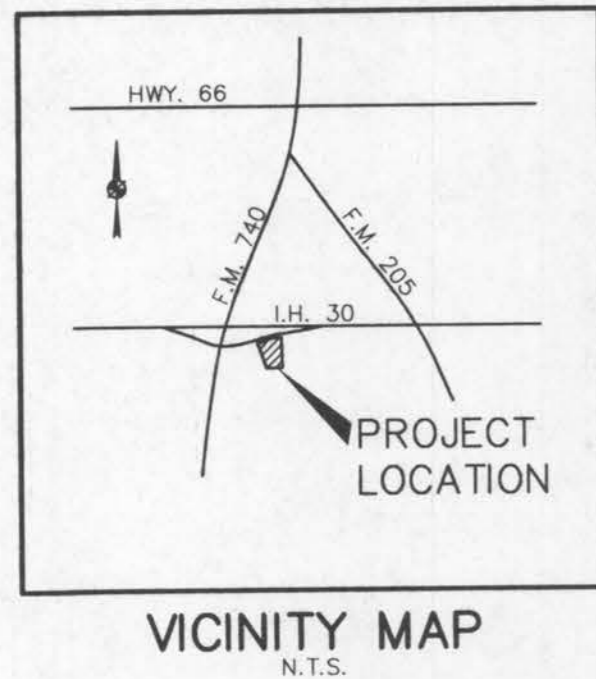 HWY. 66
F.M. 740
F.M. 205
I.H. 30
PROJECT
LOCATION
VICINITY MAP
N.T.S.